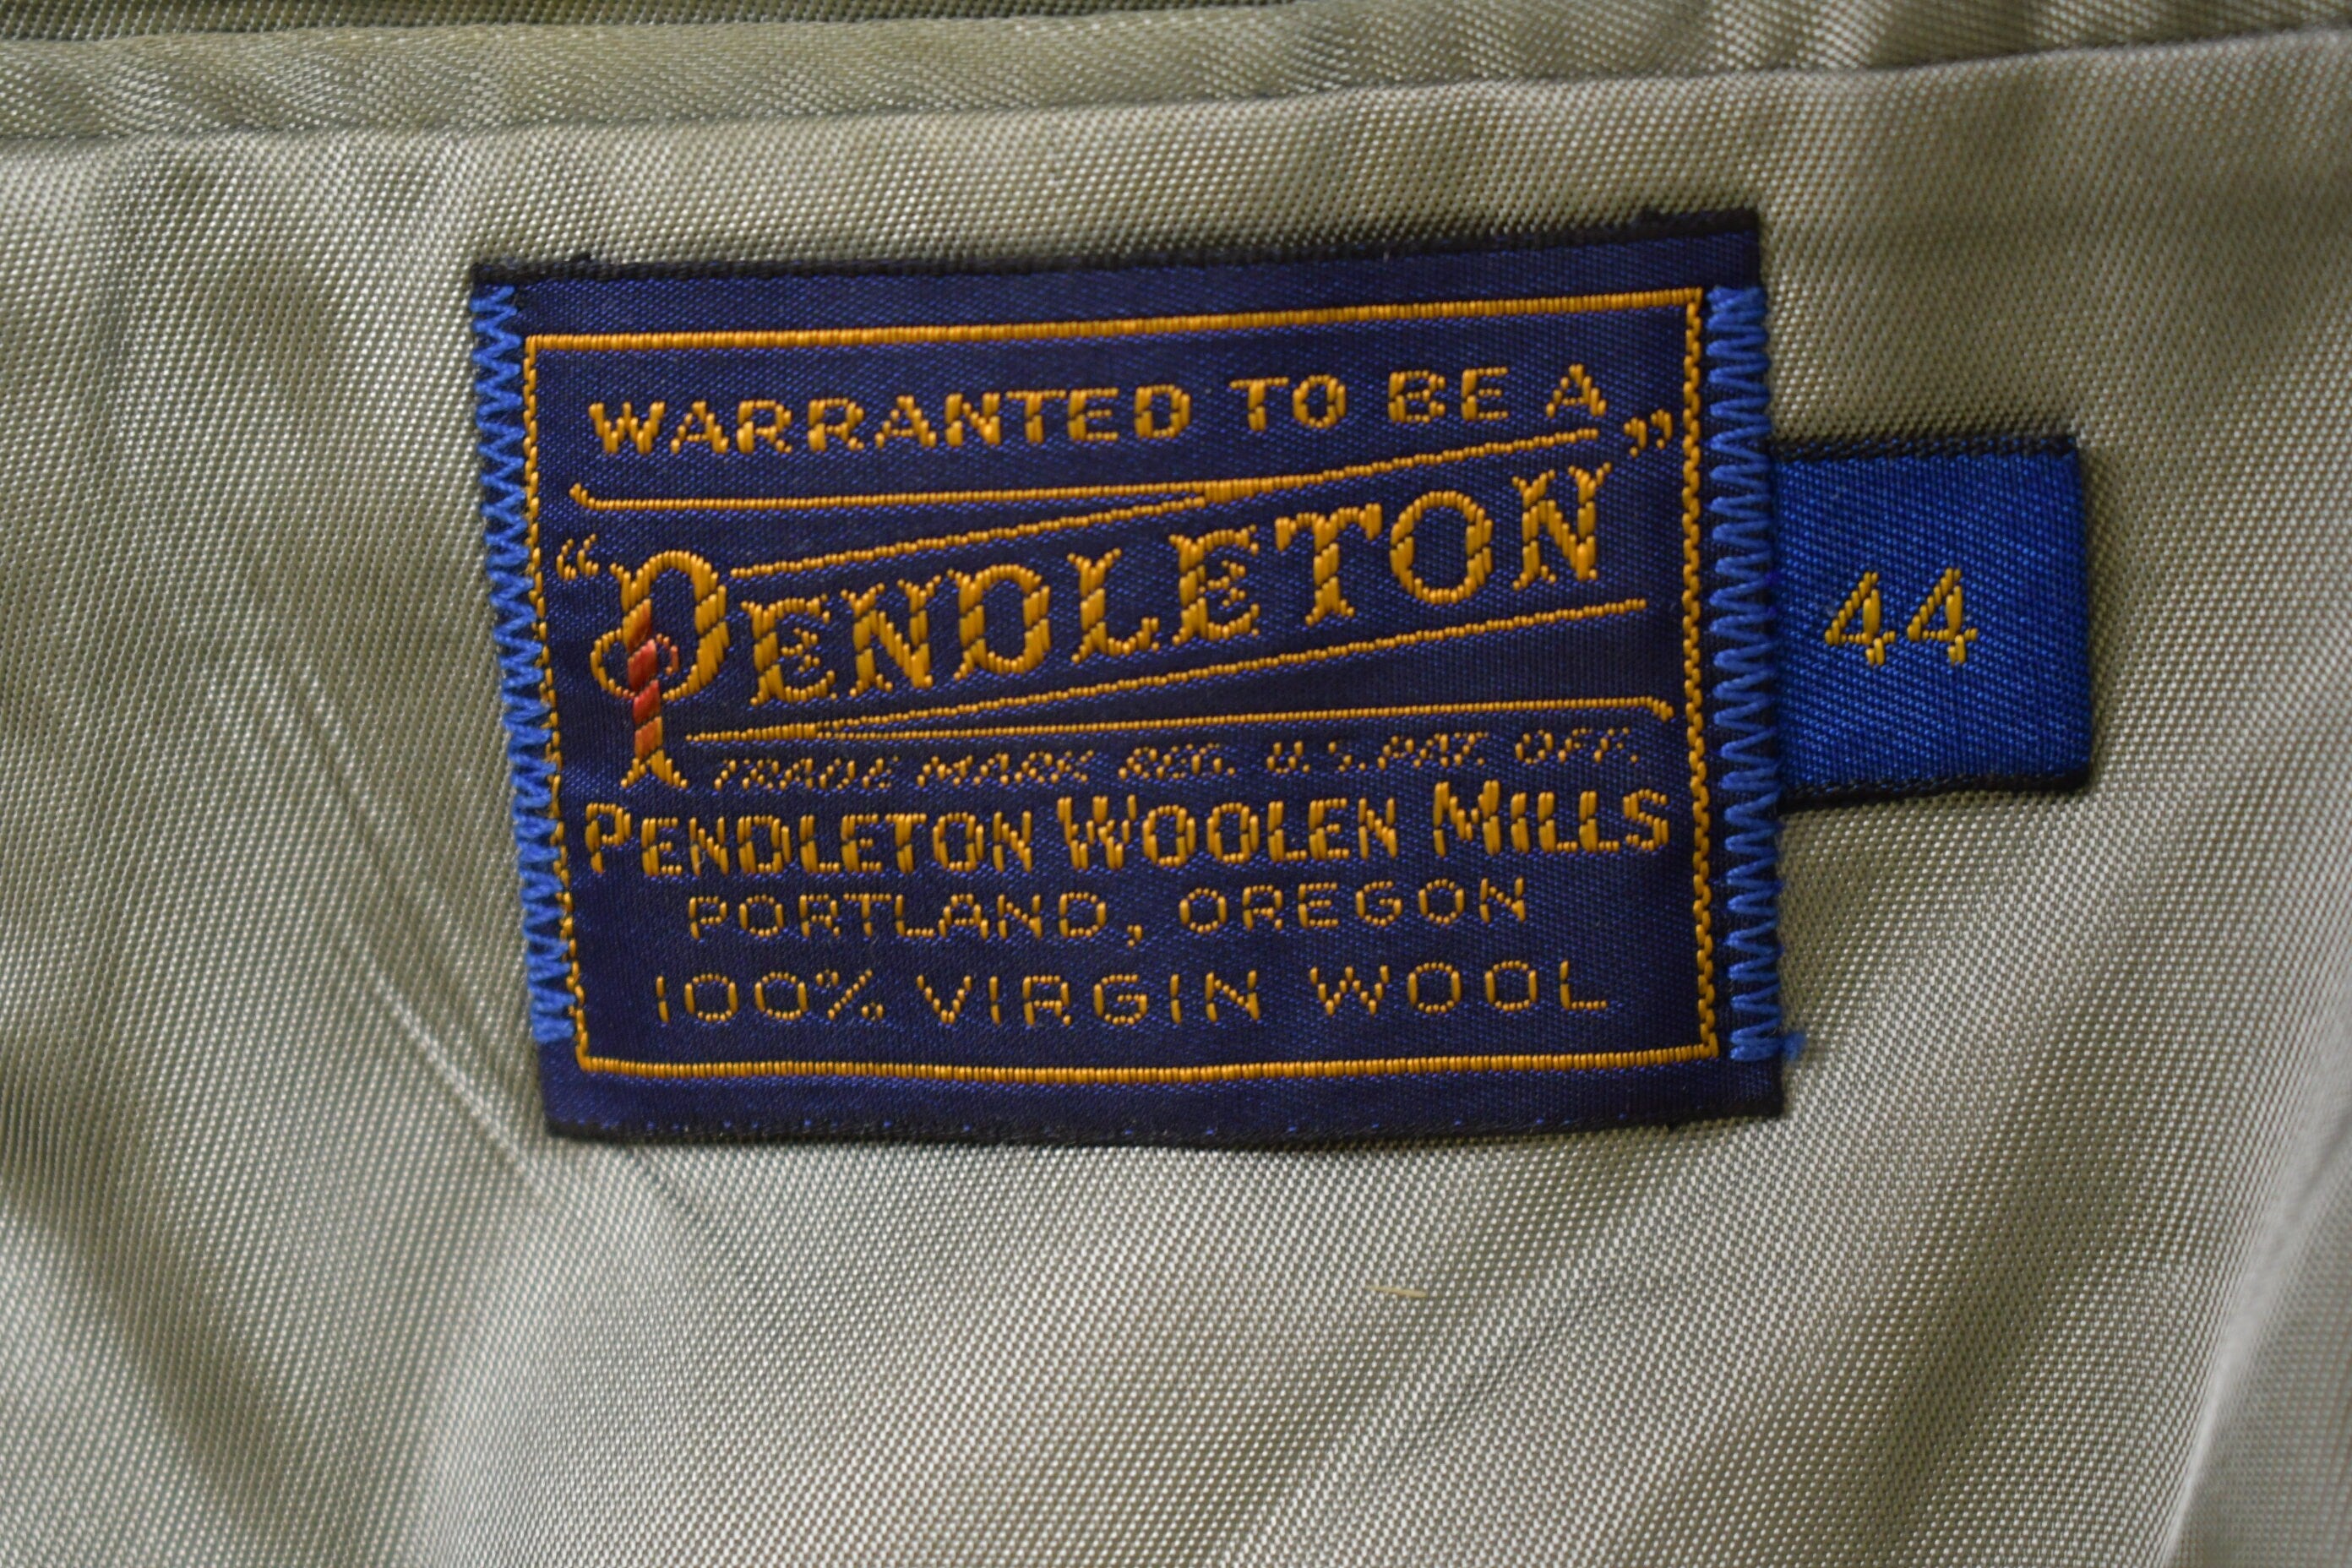 WARRANTED TO BE A
“PENDLETON”
TRADE MARK REG. U.S. PAT. OFF.
PENDLETON WOOLEN MILLS
PORTLAND, OREGON
100% VIRGIN WOOL
44